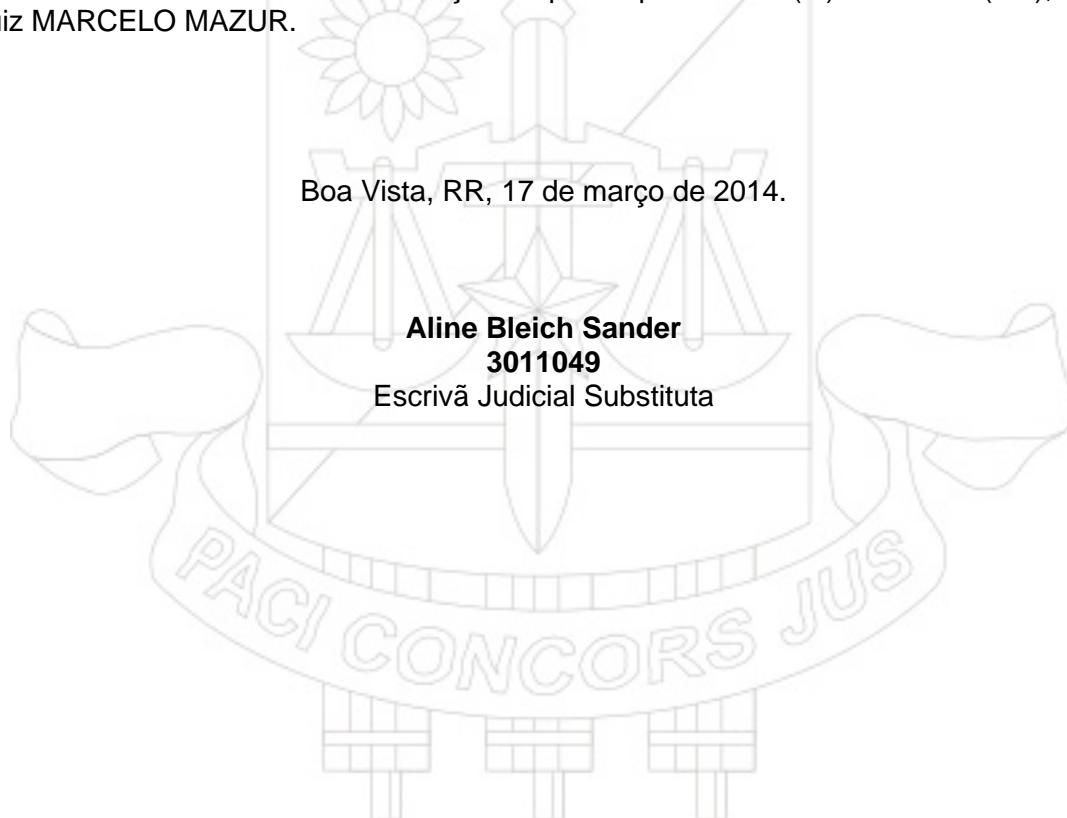 uiz MARCELO MAZUR.
Boa Vista, RR, 17 de março de 2014.
Aline Bleich Sander
3011049
Escrivã Judicial Substituta
PACI CONCORS JUS